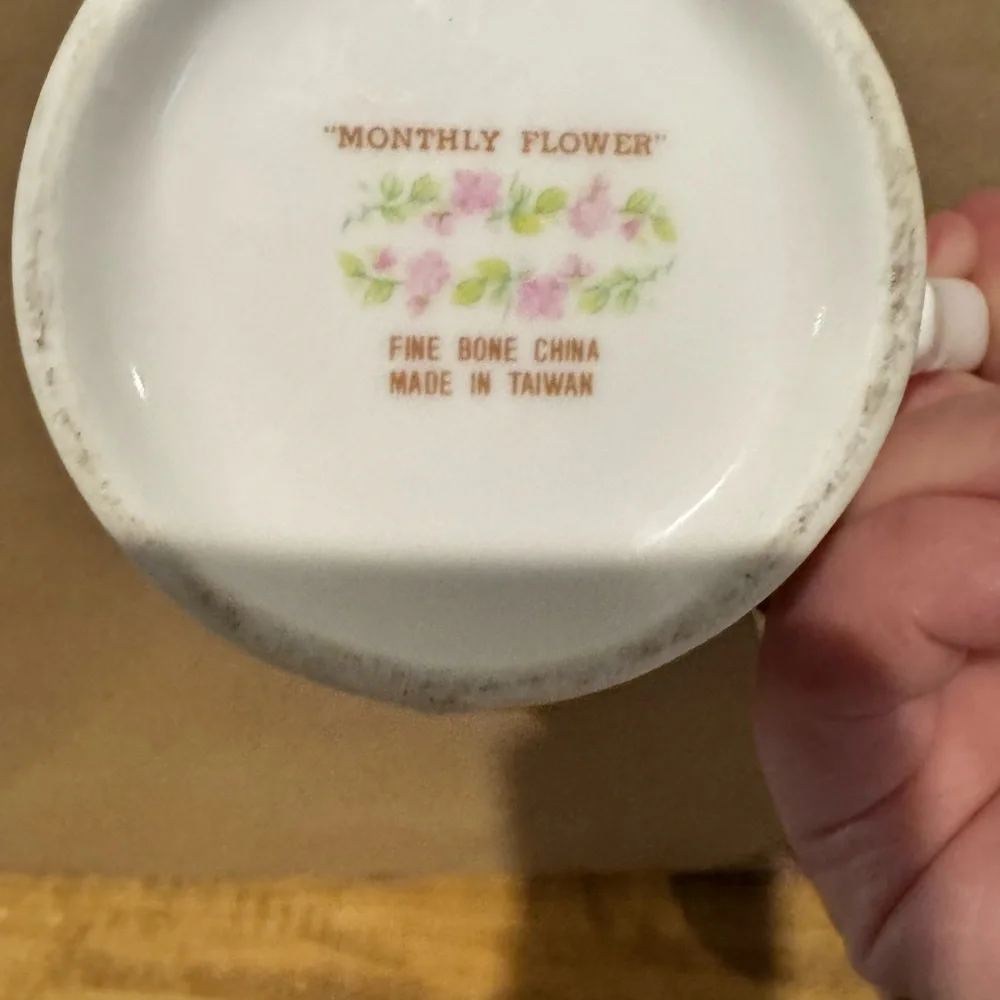 "MONTHLY FLOWER"
FINE BONE CHINA
MADE IN TAIWAN